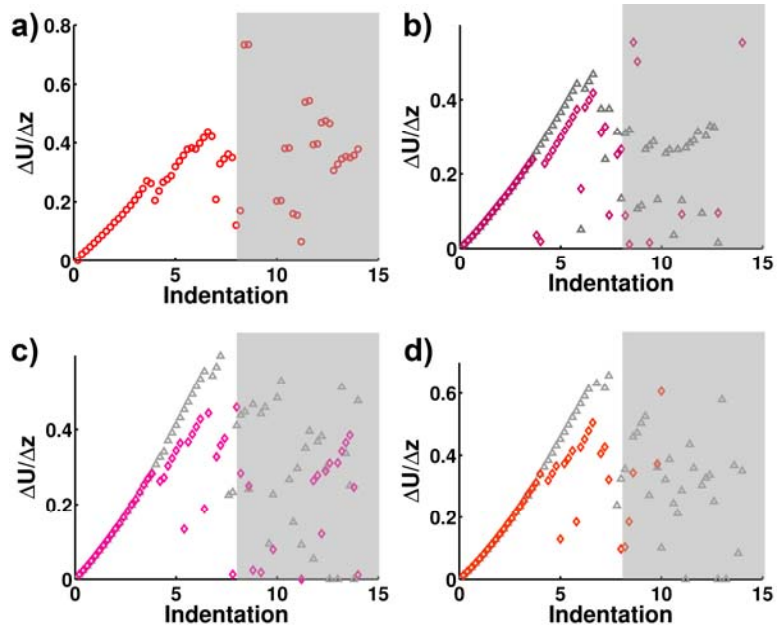 a)
0.8
0.6
0.4
0.2
0
ΔU/Δz
0 5 10 15
Indentation
b)
0.4
0.2
0
ΔU/Δz
0 5 10 15
Indentation
c)
0.4
0.2
0
ΔU/Δz
0 5 10 15
Indentation
d)
0.6
0.4
0.2
0
ΔU/Δz
0 5 10 15
Indentation